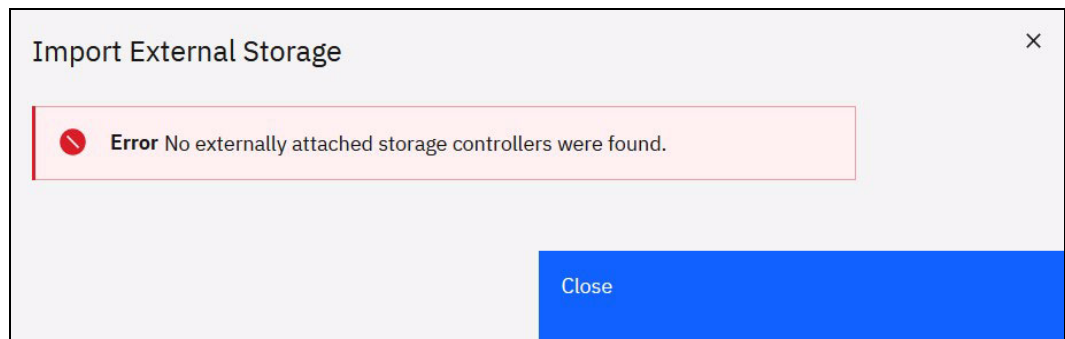 Import External Storage
Error No externally attached storage controllers were found.
Close